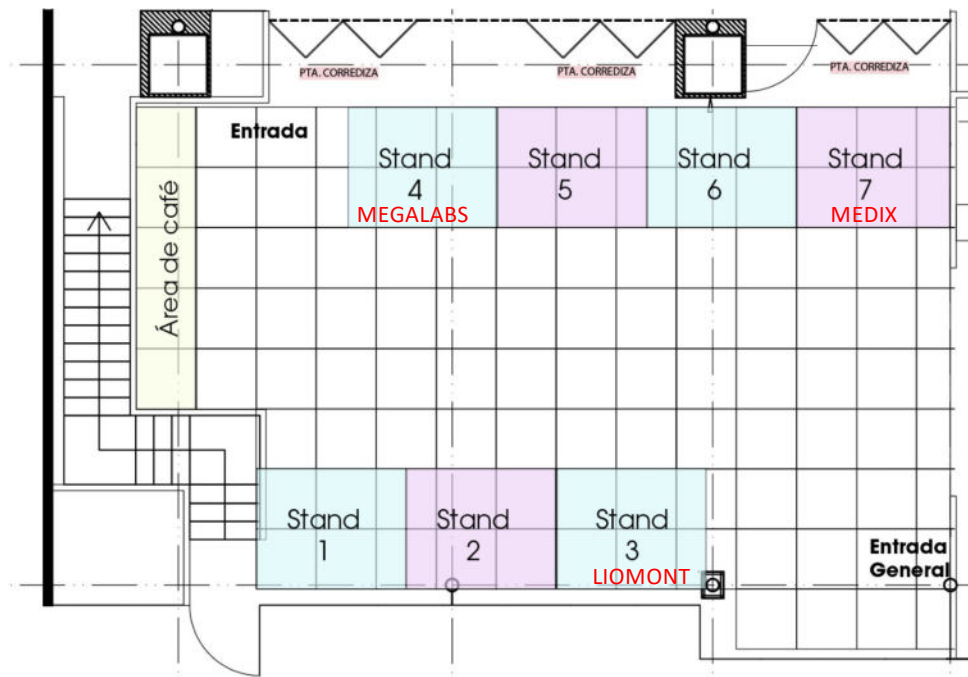 PTA. CORREDIZA
PTA. CORREDIZA
PTA. CORREDIZA
Entrada
Stand
4
MEGALABS
Stand
5
Stand
6
Stand
7
MEDIX
Área de café
Stand
1
Stand
2
Stand
3
LIOMONT
Entrada
General